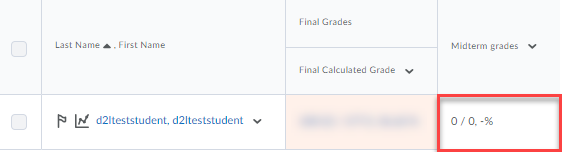 Final Grades
Last Name ▲ , First Name
Midterm grades
Final Calculated Grade
d2lteststudent, d2lteststudent
0 / 0, -%